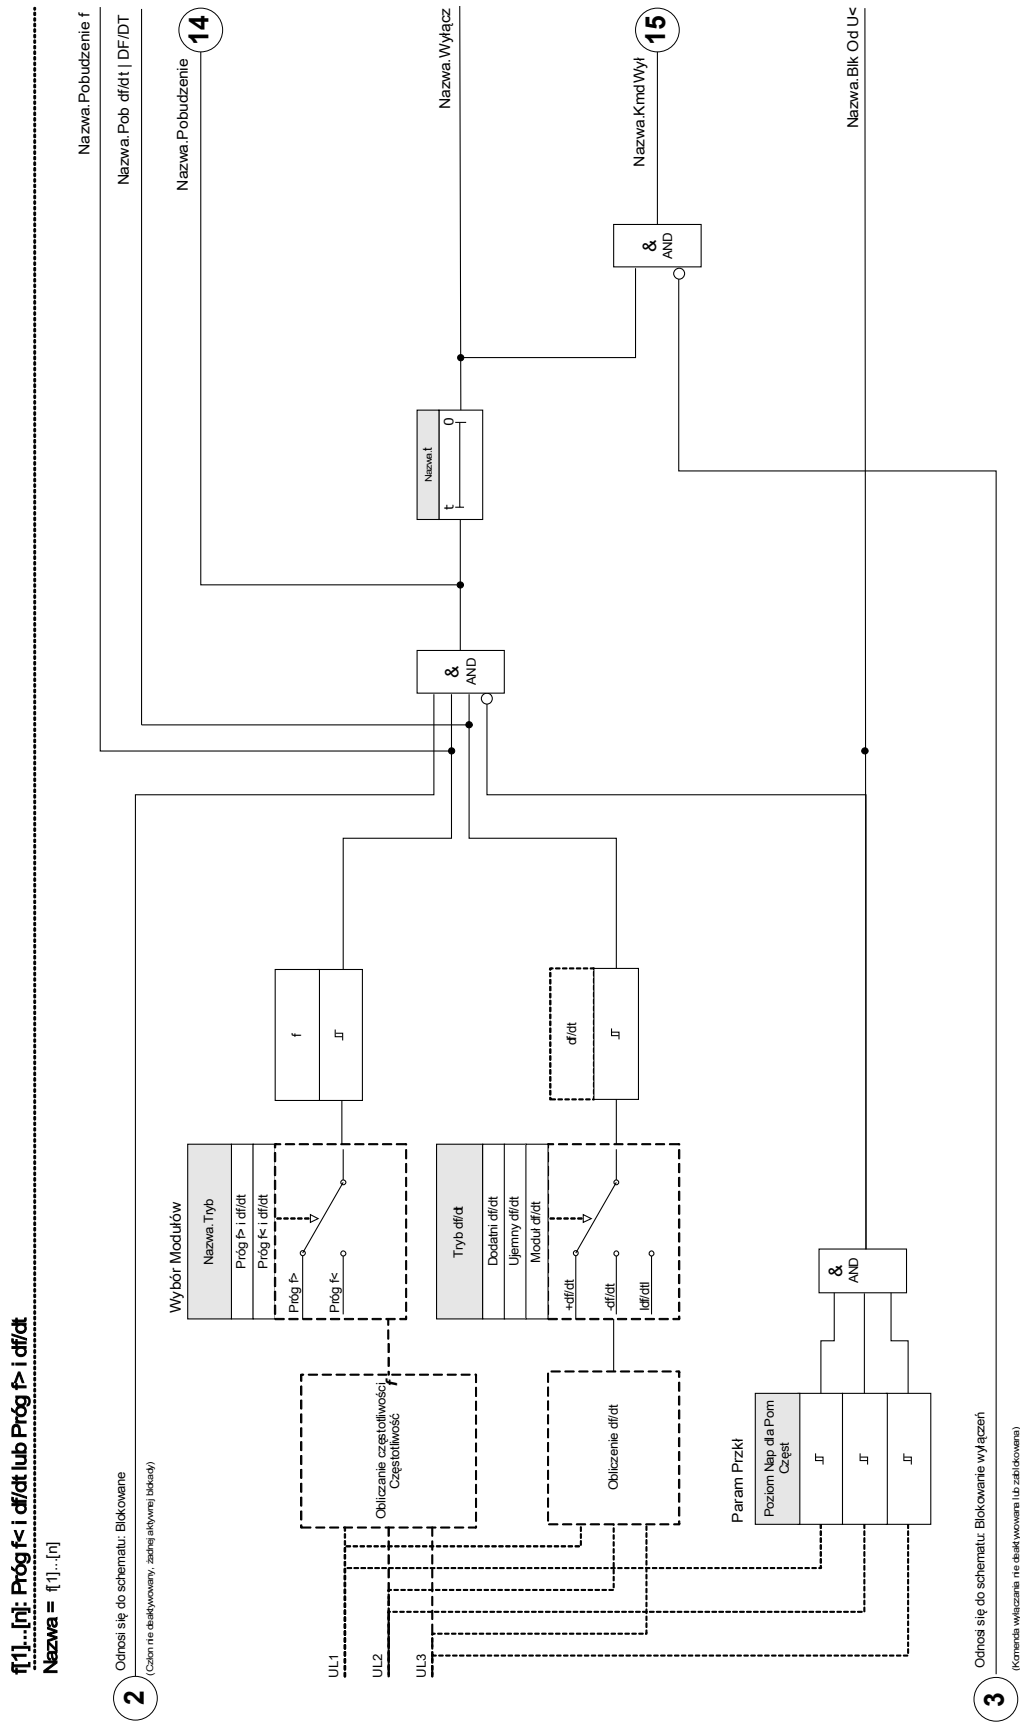 f[1]...[n]: Próg f< i df/dt lub Próg f> i df/dt
Nazwa = f[1]...[n]
2
Odnosi się do schematu: Blokowane
(Człon nie deaktywowany, żadnej aktywnej blokady)
UL1
UL2
UL3
Obliczanie częstotliwości
Częstotliwość
f
Wybór Modułów
Nazwa.Tryb
Próg f> i df/dt
Próg f< i df/dt
Próg f>
Próg f<
f
Obliczenie df/dt
Tryb df/dt
Dodatni df/dt
Ujemny df/dt
Moduł df/dt
+df/dt
-df/dt
|df/dt|
df/dt
Param Przkł
Poziom Nap dla Pom
Częst
&
AND
&
AND
Nazwa.t
t
0
&
AND
Nazwa.Pobudzenie f
Nazwa.Pob df/dt | DF/DT
Nazwa.Pobudzenie
14
Nazwa.Wyłącz
Nazwa.KmdWył
15
Nazwa.Blk Od U<
3
Odnosi się do schematu: Blokowanie wyłączeń
(Komenda wyłączania nie deaktywowana lub zablokowana)